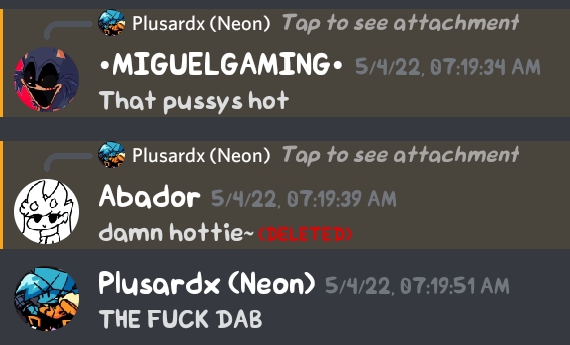 Plusardx (Neon) Tap to see attachment
•MIGUELGAMING• 5/4/22, 07:19:34 AM
That pussys hot
Plusardx (Neon) Tap to see attachment
Abador 5/4/22, 07:19:39 AM
damn hottie~ (DELETED)
Plusardx (Neon) 5/4/22, 07:19:51 AM
THE FUCK DAB